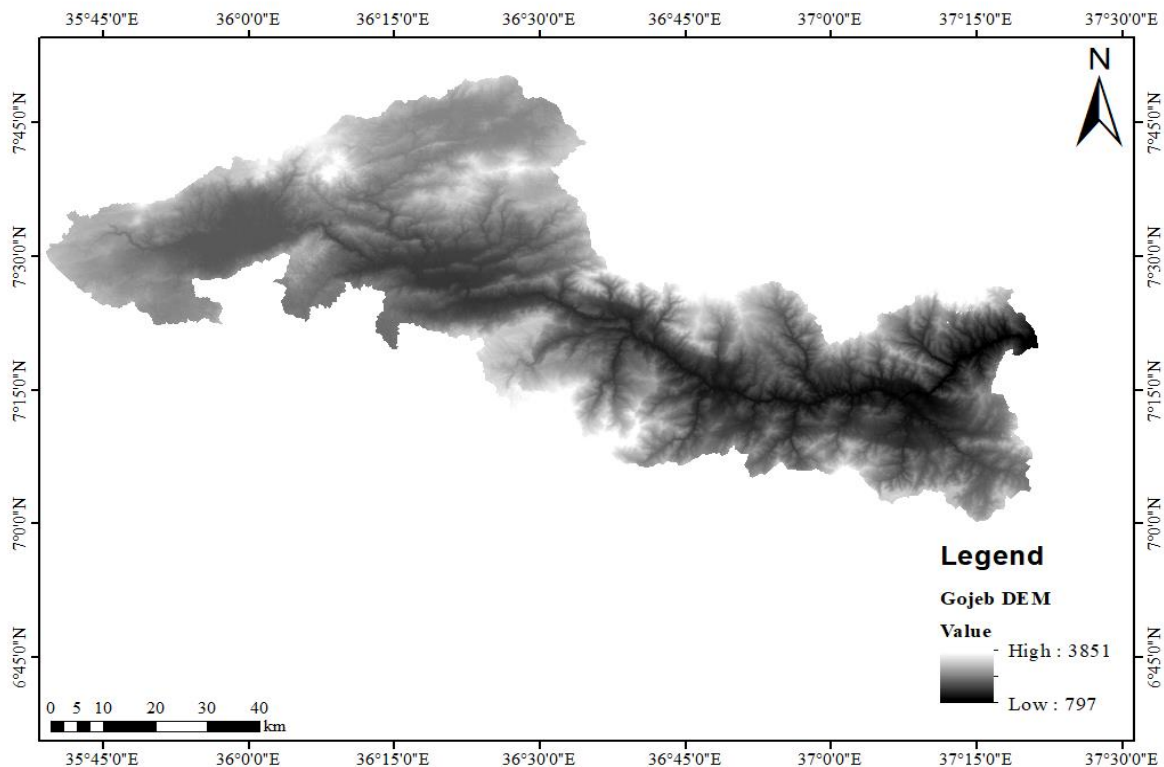 35°45'0"E 36°0'0"E 36°15'0"E 36°30'0"E 36°45'0"E 37°0'0"E 37°15'0"E 37°30'0"E
N
7°45'0"N 7°45'0"N
7°30'0"N 7°30'0"N
7°15'0"N 7°15'0"N
7°0'0"N 7°0'0"N
Legend
Gojeb DEM
Value
High : 3851
Low : 797
6°45'0"N 6°45'0"N
0 5 10 20 30 40
km
35°45'0"E 36°0'0"E 36°15'0"E 36°30'0"E 36°45'0"E 37°0'0"E 37°15'0"E 37°30'0"E